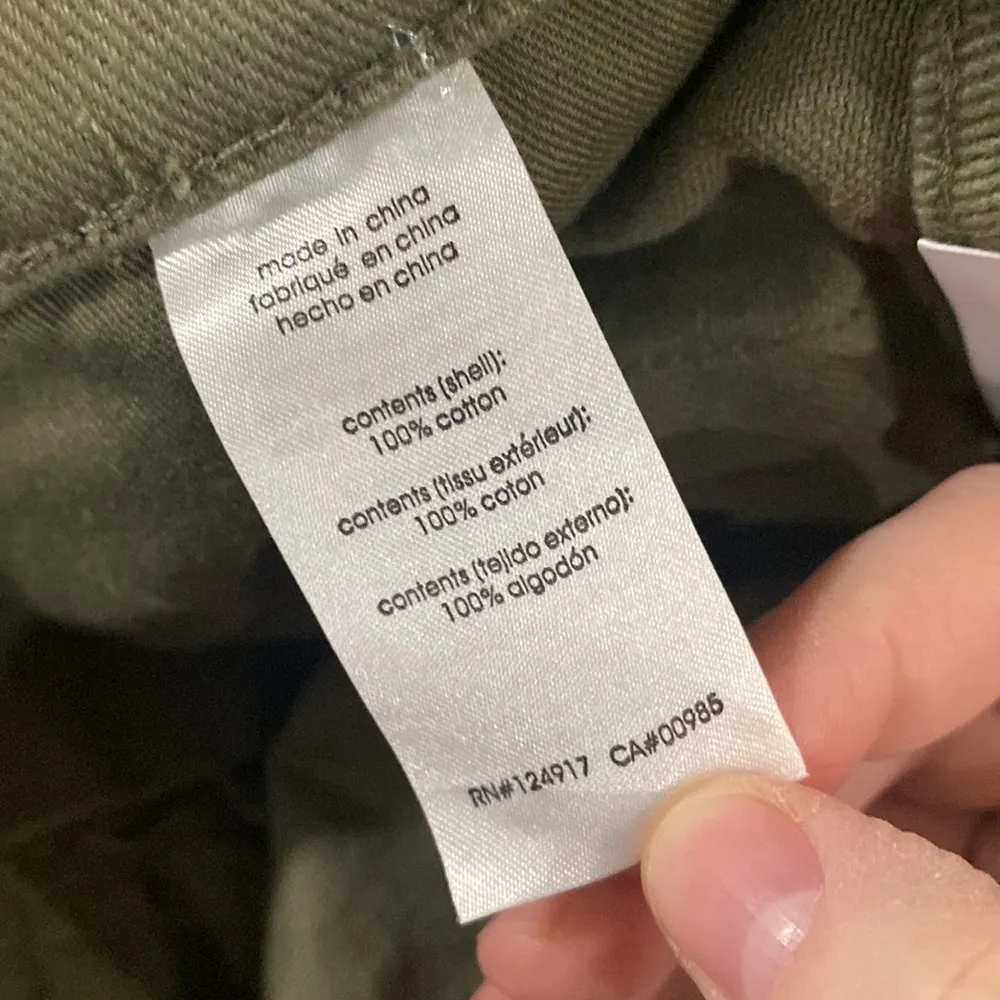 made in china
fabriqué en china
hecho en china
contents (shell):
100% cotton
contents (tissu extérieur):
100% coton
contents (tejido externo):
100% algodón
RN#124917 CA#00985